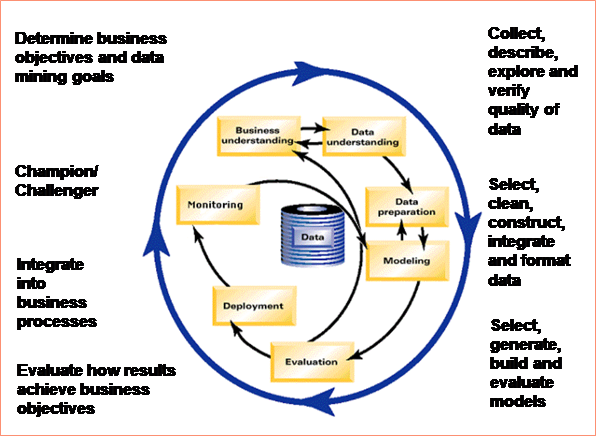 Determine business
objectives and data
mining goals
Collect,
describe,
explore and
verify
quality of
data
Business
understanding
Data
understanding
Champion/
Challenger
Monitoring
Data
preparation
Select,
clean,
construct,
integrate
and format
data
Data
Modeling
Integrate
into
business
processes
Deployment
Evaluation
Select,
generate,
build and
evaluate
models
Evaluate how results
achieve business
objectives